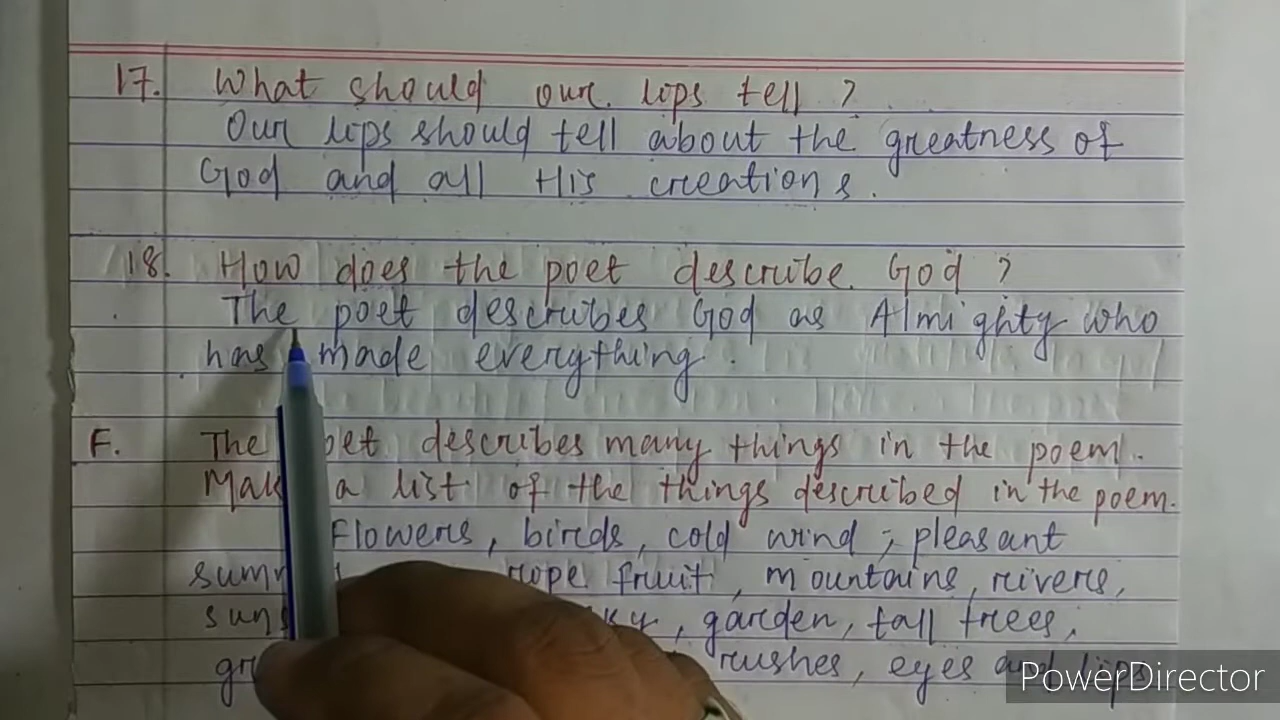 17. What should our lips tell ?
Our lips should tell about the greatness of
God and all His creations.
18. How does the poet describe God ?
The poet describes God as Almighty who
has made everything.
F. The describes many things in the poem.
a list of the things described in the poem.
Flowers, birds, cold wind, pleasant
fruit, mountains, rivers,
garden, tall trees,
rushes, eyes and lips
PowerDirector